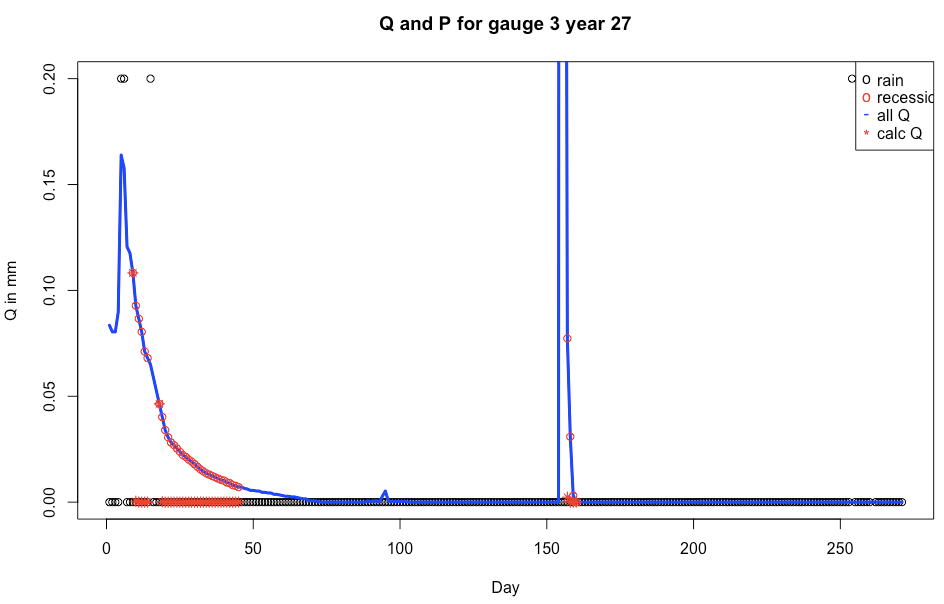 Q and P for gauge 3 year 27
Q in mm
0.20
0.15
0.10
0.05
0.00
o rain
o recessio
- all Q
* calc Q
0 50 100 150 200 250
Day